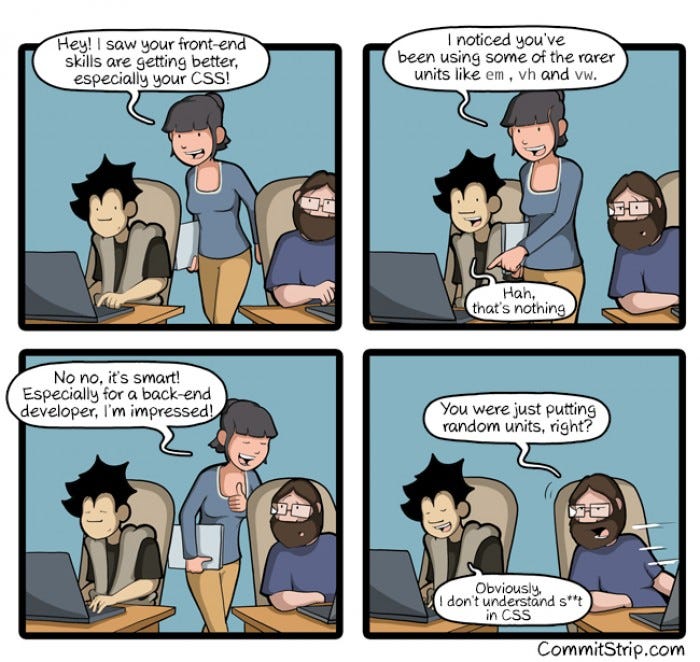 Hey! I saw your front-end
skills are getting better,
especially your CSS!
I noticed you've
been using some of the rarer
units like em , vh and vw.
Hah,
that's nothing
No no, it's smart!
Especially for a back-end
developer, I'm impressed!
You were just putting
random units, right?
Obviously,
I don't understand s**t
in CSS
CommitStrip.com